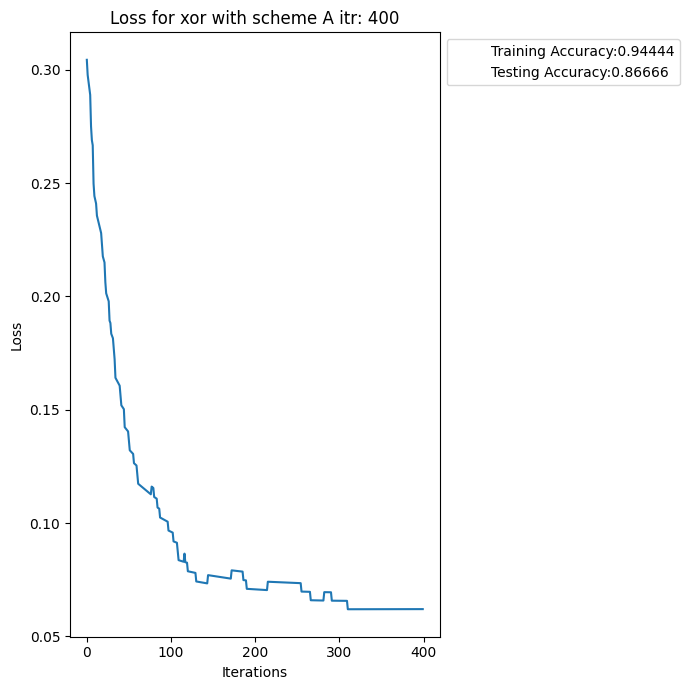 Loss for xor with scheme A itr: 400
Training Accuracy:0.94444
Testing Accuracy:0.86666
0.30
0.25
0.20
0.15
0.10
0.05
Loss
0 100 200 300 400
Iterations